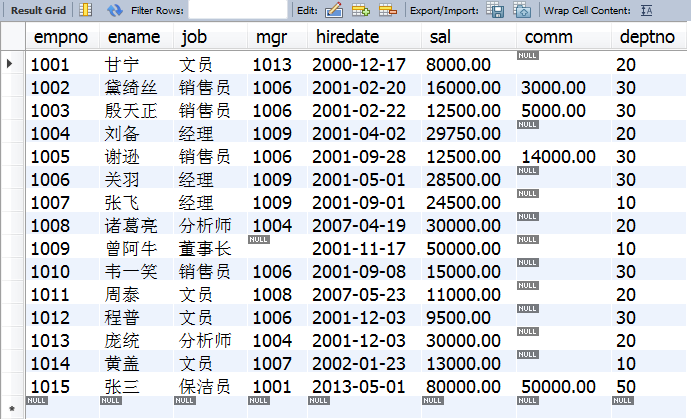 Result Grid Filter Rows: Edit: Export/Import: Wrap Cell Content: IA
empno ename job mgr hiredate sal comm deptno
1001 甘宁 文员 1013 2000-12-17 8000.00 NULL 20
1002 黛绮丝 销售员 1006 2001-02-20 16000.00 3000.00 30
1003 殷天正 销售员 1006 2001-02-22 12500.00 5000.00 30
1004 刘备 经理 1009 2001-04-02 29750.00 NULL 20
1005 谢逊 销售员 1006 2001-09-28 12500.00 14000.00 30
1006 关羽 经理 1009 2001-05-01 28500.00 NULL 30
1007 张飞 经理 1009 2001-09-01 24500.00 NULL 10
1008 诸葛亮 分析师 1004 2007-04-19 30000.00 NULL 20
1009 曾阿牛 董事长 NULL 2001-11-17 50000.00 NULL 10
1010 韦一笑 销售员 1006 2001-09-08 15000.00 NULL 30
1011 周泰 文员 1008 2007-05-23 11000.00 NULL 20
1012 程普 文员 1006 2001-12-03 9500.00 NULL 30
1013 庞统 分析师 1004 2001-12-03 30000.00 NULL 20
1014 黄盖 文员 1007 2002-01-23 13000.00 NULL 10
1015 张三 保洁员 1001 2013-05-01 80000.00 50000.00 50
NULL NULL NULL NULL NULL NULL NULL NULL